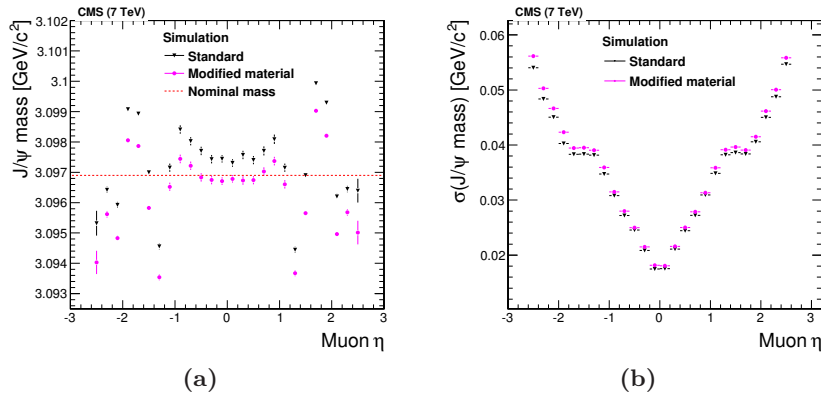 CMS (7 TeV)
J/ψ mass [GeV/c²]
3.102
3.101
3.1
3.099
3.098
3.097
3.096
3.095
3.094
3.093
Simulation
Standard
Modified material
Nominal mass
-3 -2 -1 0 1 2 3
Muon η
(a)
CMS (7 TeV)
σ(J/ψ mass) [GeV/c²]
0.06
0.05
0.04
0.03
0.02
Simulation
Standard
Modified material
-3 -2 -1 0 1 2 3
Muon η
(b)